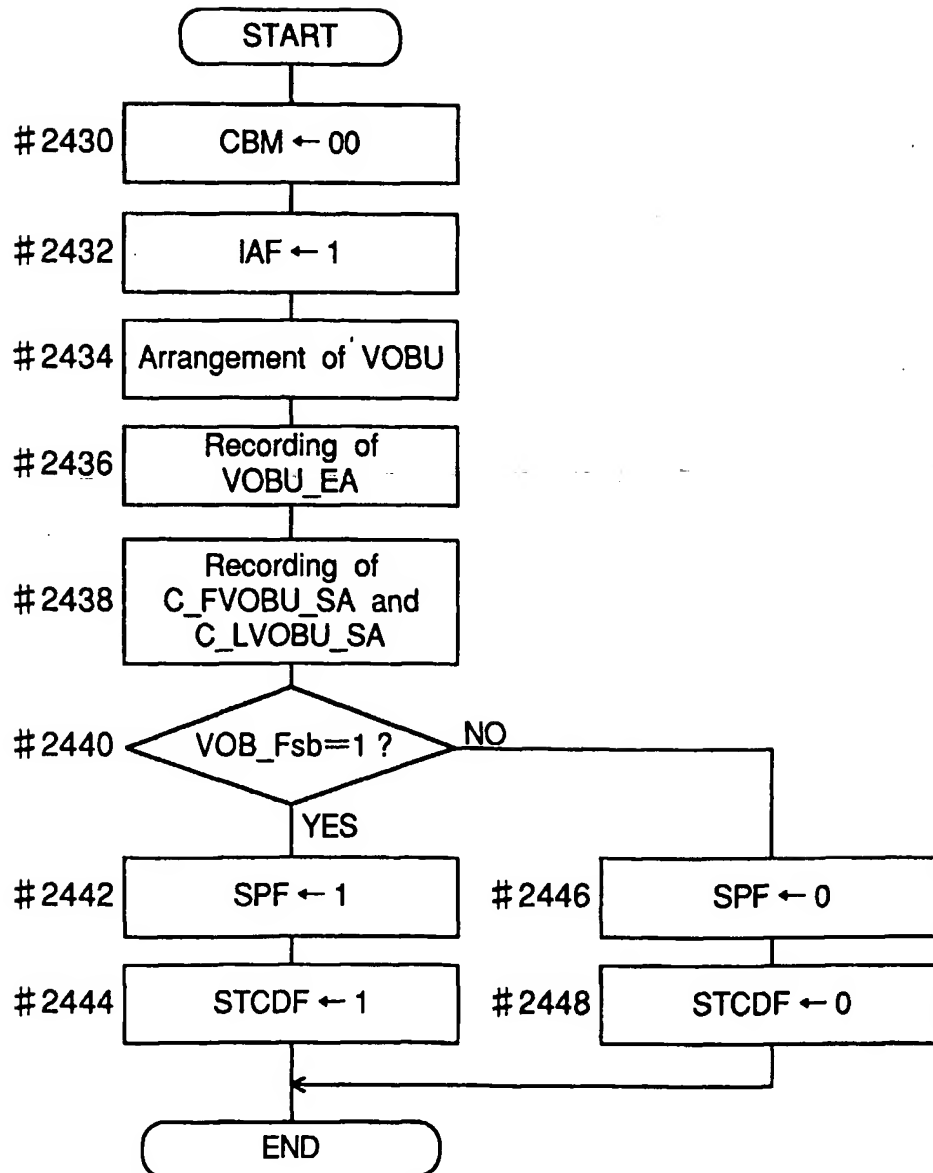 START
#2430
CBM ← 00
#2432
IAF ← 1
#2434
Arrangement of VOBU
#2436
Recording of
VOBU_EA
#2438
Recording of
C_FVOBU_SA and
C_LVOBU_SA
#2440
VOB_Fsb=1 ?
NO
YES
#2442
SPF ← 1
#2446
SPF ← 0
#2444
STCDF ← 1
#2448
STCDF ← 0
END